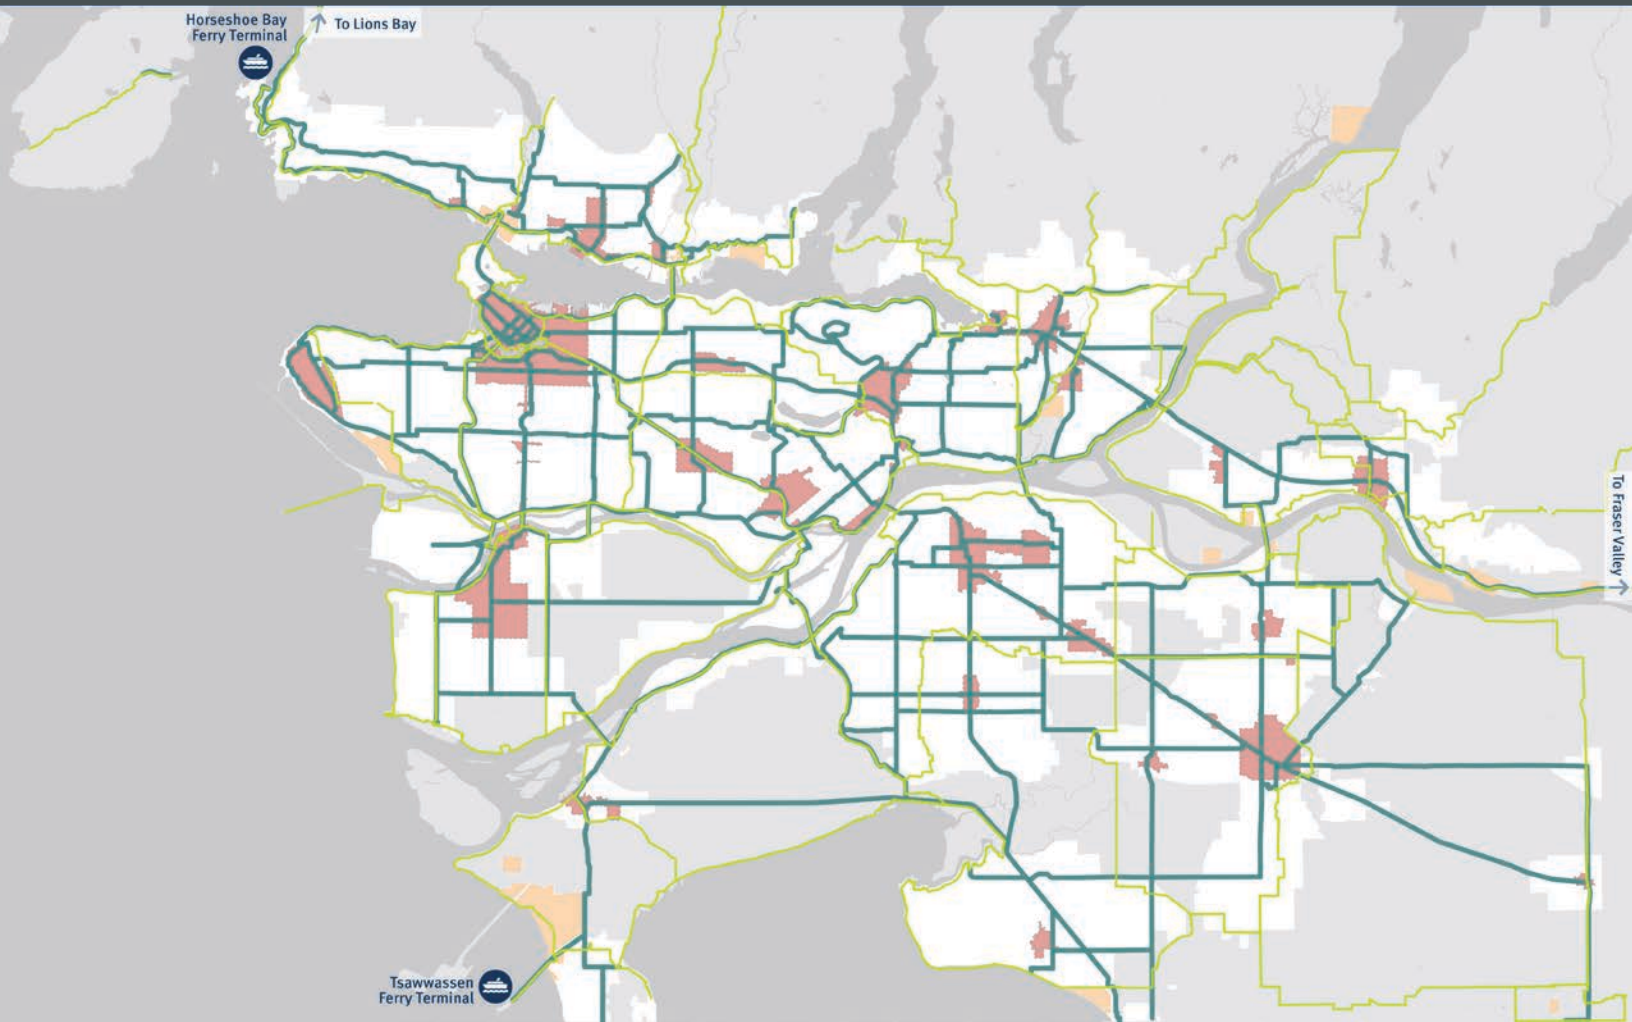 Horseshoe Bay
Ferry Terminal
To Lions Bay
To Fraser Valley
Tsawwassen
Ferry Terminal